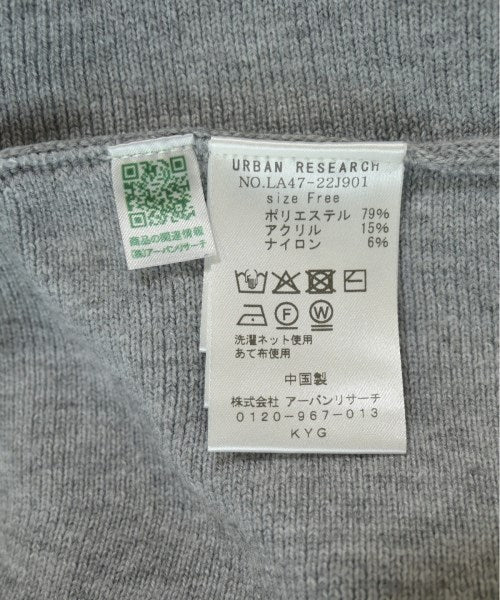 商品の関連情報
(株)アーバンリサーチ
URBAN RESEARCH
NO.LA47-22J901
size Free
ポリエステル 79%
アクリル 15%
ナイロン 6%
F W
洗濯ネット使用
あて布使用
中国製
株式会社 アーバンリサーチ
0120-967-013
KYG